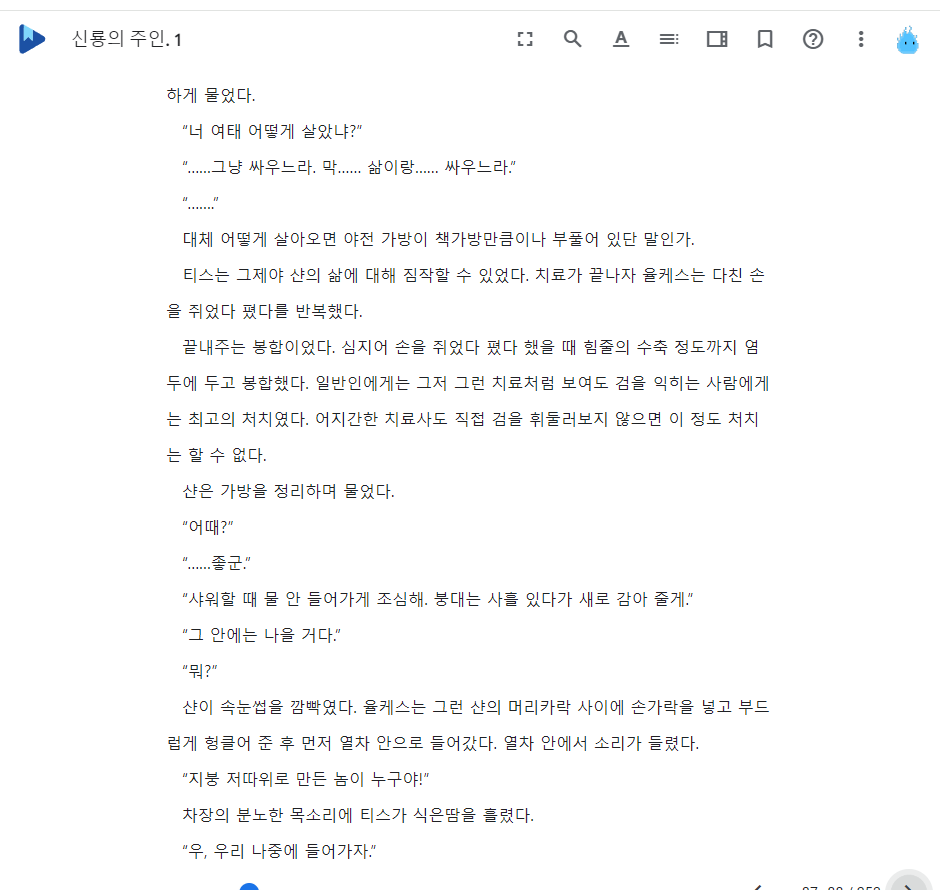 신룡의 주인. 1
하게 물었다.
“너 여태 어떻게 살았냐?”
“……그냥 싸우느라. 막…… 삶이랑…… 싸우느라.”
“…….”
대체 어떻게 살아오면 야전 가방이 책가방만큼이나 부풀어 있단 말인가.
티스는 그제야 샨의 삶에 대해 짐작할 수 있었다. 치료가 끝나자 율케스는 다친 손
을 쥐었다 폈다를 반복했다.
끝내주는 봉합이었다. 심지어 손을 쥐었다 폈다 했을 때 힘줄의 수축 정도까지 염
두에 두고 봉합했다. 일반인에게는 그저 그런 치료처럼 보여도 검을 익히는 사람에게
는 최고의 처치였다. 어지간한 치료사도 직접 검을 휘둘러보지 않으면 이 정도 처치
는 할 수 없다.
샨은 가방을 정리하며 물었다.
“어때?”
“……좋군.”
“샤워할 때 물 안 들어가게 조심해. 붕대는 사흘 있다가 새로 감아 줄게.”
“그 안에는 나을 거다.”
“뭐?”
샨이 속눈썹을 깜빡였다. 율케스는 그런 샨의 머리카락 사이에 손가락을 넣고 부드
럽게 헝클어 준 후 먼저 열차 안으로 들어갔다. 열차 안에서 소리가 들렸다.
“지붕 저따위로 만든 놈이 누구야!”
차장의 분노한 목소리에 티스가 식은땀을 흘렸다.
“우, 우리 나중에 들어가자.”